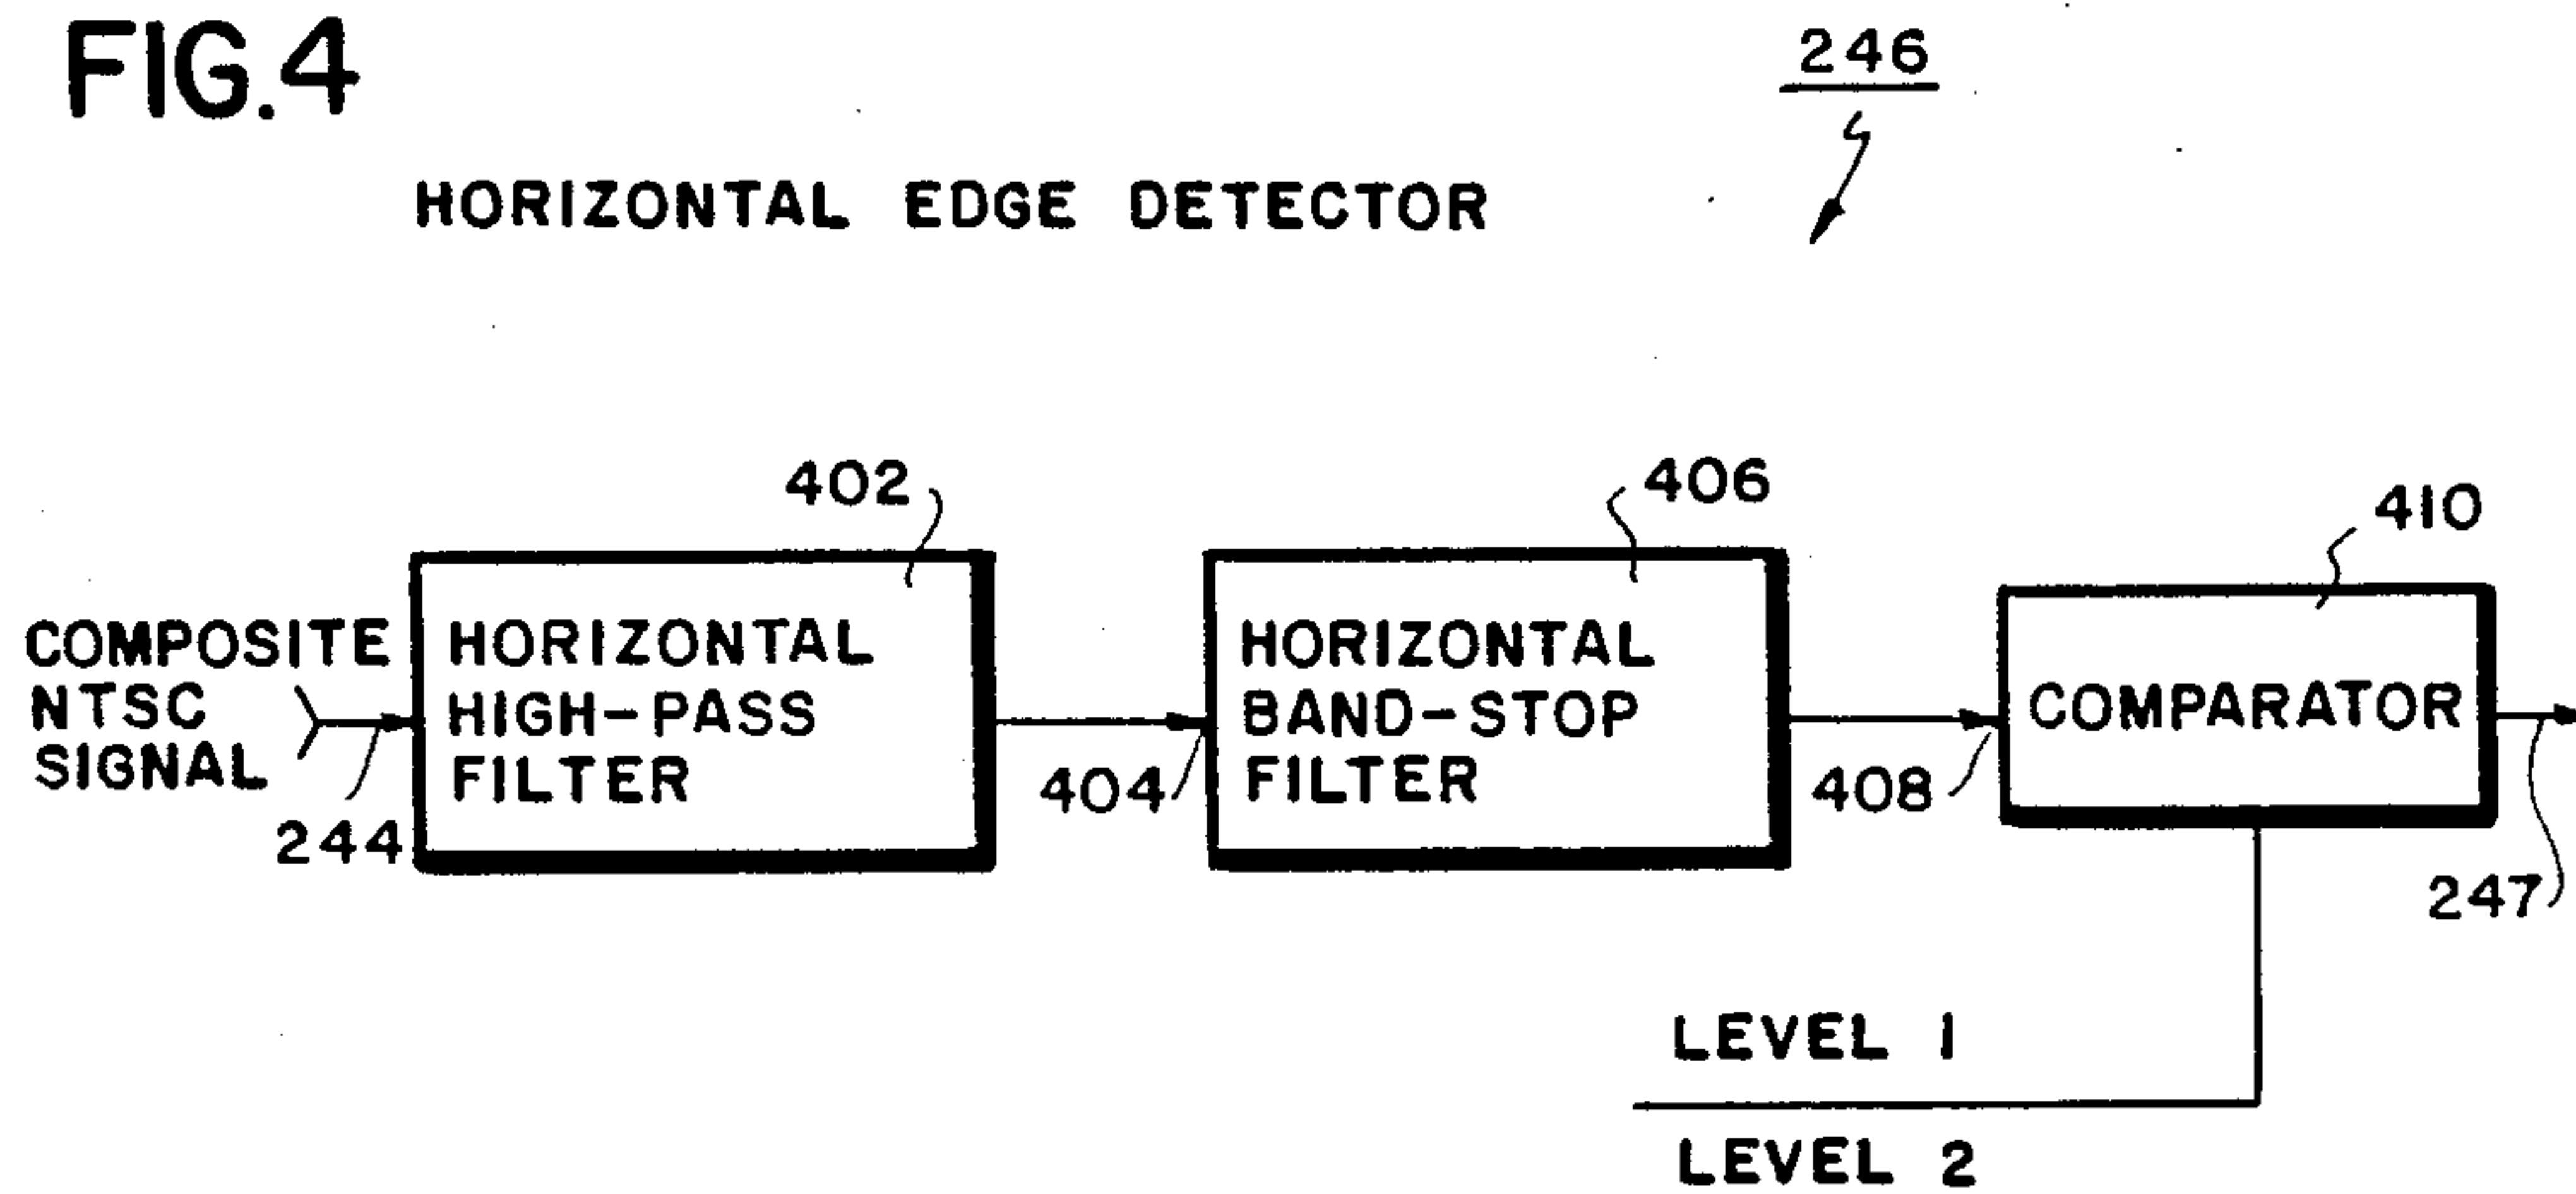 FIG.4
246
HORIZONTAL EDGE DETECTOR
402
406
410
COMPOSITE
NTSC
SIGNAL
244
HORIZONTAL
HIGH-PASS
FILTER
404
HORIZONTAL
BAND-STOP
FILTER
408
COMPARATOR
247
LEVEL 1
LEVEL 2